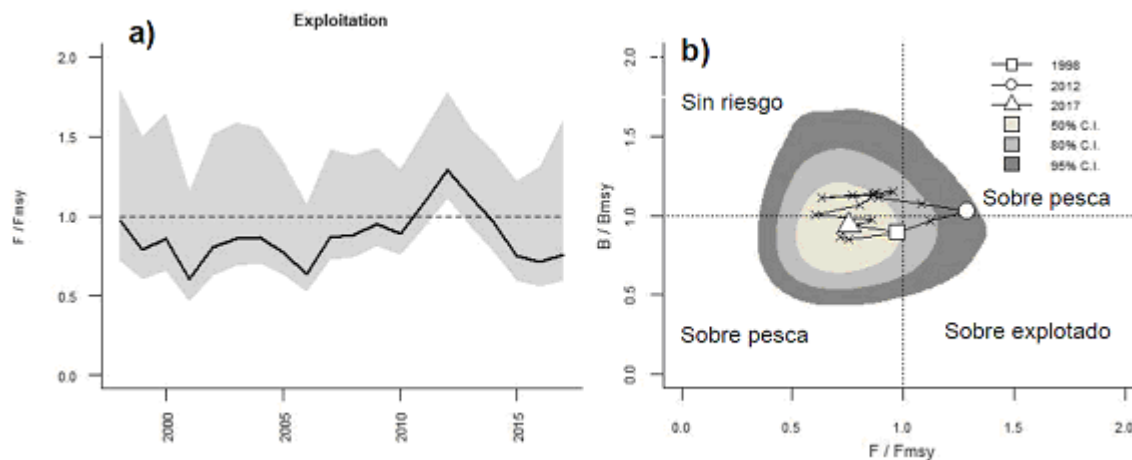 a)
Exploitation
F / Fmsy
2.0
1.5
1.0
0.5
0.0
2000
2005
2010
2015
b)
B / Bmsy
2.0
1.5
1.0
0.5
0.0
Sin riesgo
1998
2012
2017
50% C.I.
80% C.I.
95% C.I.
Sobre pesca
Sobre pesca
Sobre explotado
0.0 0.5 1.0 1.5 2.0
F / Fmsy